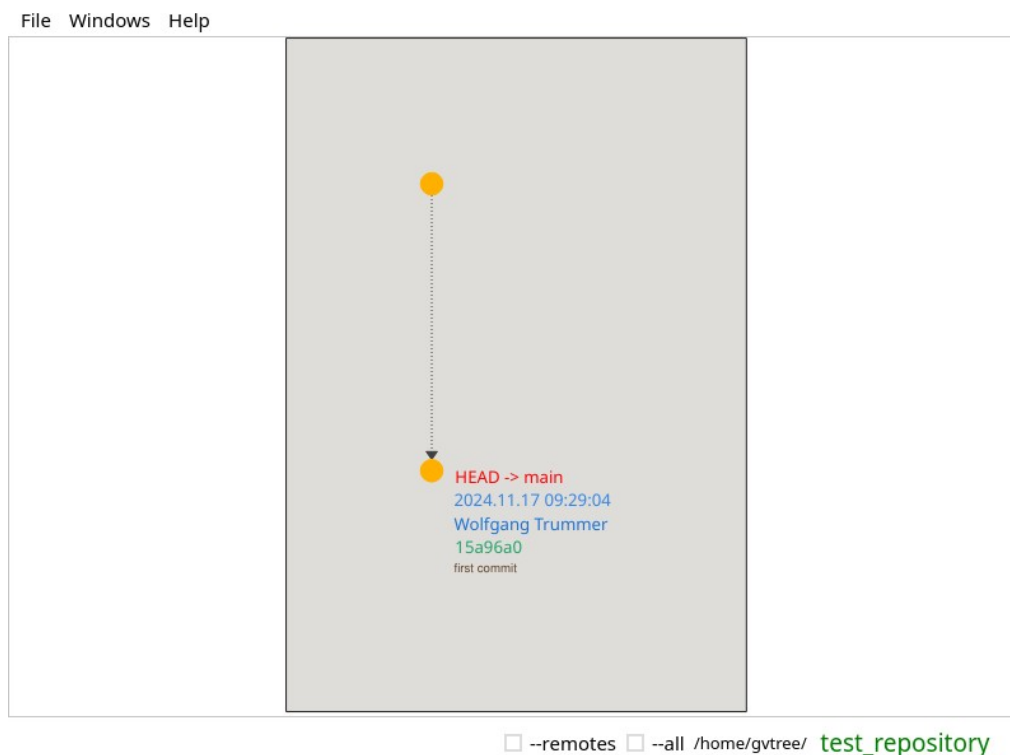 File Windows Help
HEAD -> main
2024.11.17 09:29:04
Wolfgang Trummer
15a96a0
first commit
--remotes --all /home/gvtree/ test_repository